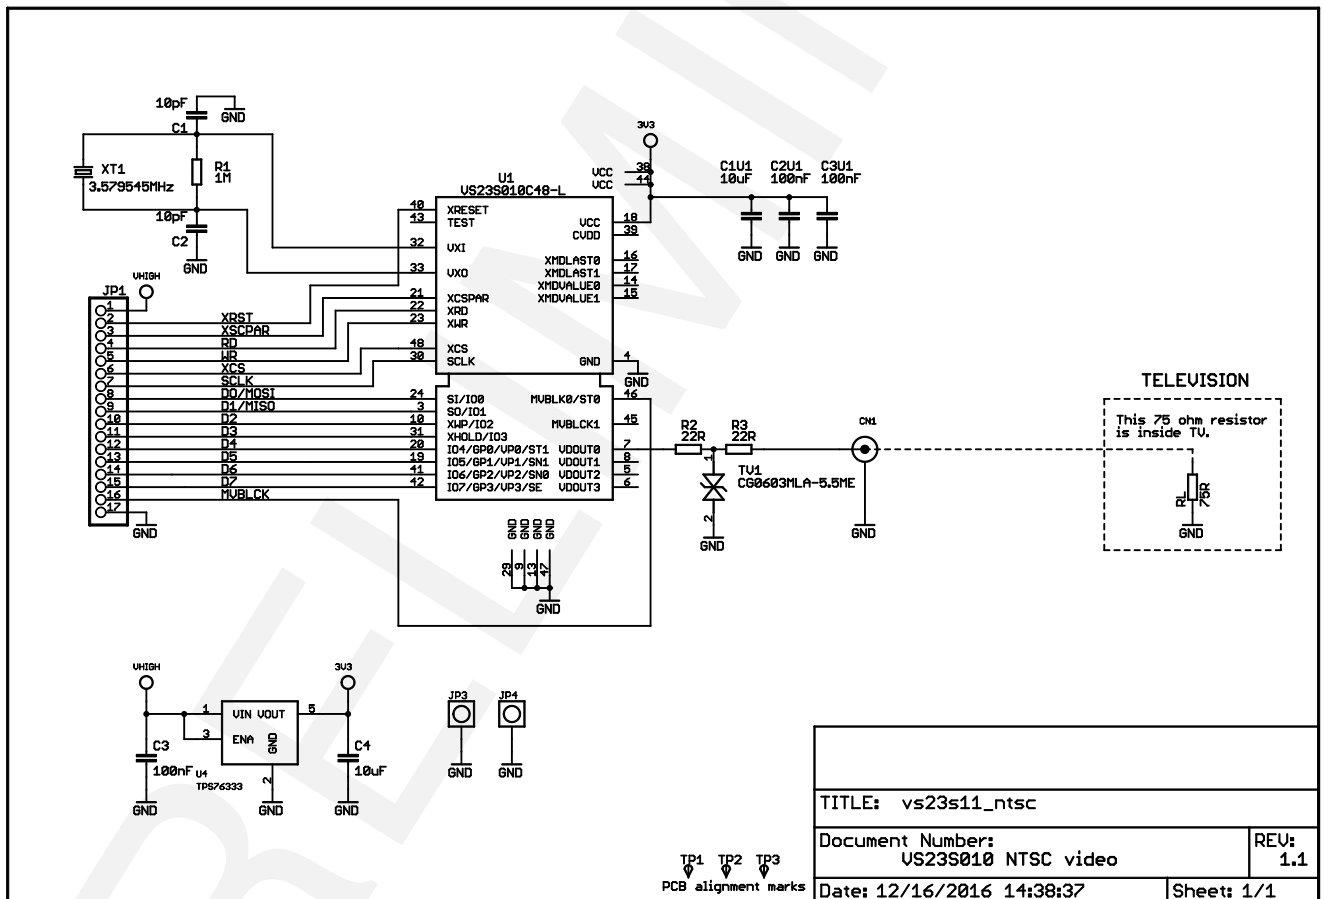 10pF
C1
GND
XT1
3.579545MHz
R1
1M
10pF
C2
GND
VHIGH
JP1
1
2
3
4
5
6
7
8
9
10
11
12
13
14
15
16
17
XRST
XSCPAR
RD
WR
XCS
SCLK
D0/MOSI
D1/MISO
D2
D3
D4
D5
D6
D7
MVBLCK
GND
U1
VS23S010C48-L
40 XRESET
43 TEST
32 VXI
33 VXO
21 XCSPAR
22 XRD
23 XWR
48 XCS
30 SCLK
24 SI/IO0
3 SO/IO1
10 XWP/IO2
31 XHOLD/IO3
20 IO4/GP0/VP0/ST1
19 IO5/GP1/VP1/SN1
41 IO6/GP2/VP2/SN0
42 IO7/GP3/VP3/SE
3V3
VCC 38
VCC 44
VCC 18
CVDD 39
XMDLAST0 16
XMDLAST1 17
XMDVALUE0 14
XMDVALUE1 15
GND 4
GND
MVBLK0/ST0 46
MVBLCK1 45
VDOUT0 7
VDOUT1 8
VDOUT2 5
VDOUT3 6
C1U1
10uF
C2U1
100nF
C3U1
100nF
GND GND GND
GND GND GND GND
29 9 13 47
GND
R2
22R
R3
22R
1
TV1
CG0603MLA-5.5ME
2
GND
CN1
GND
TELEVISION
This 75 ohm resistor
is inside TV.
RL
75R
GND
VHIGH
3V3
1 VIN VOUT 5
3 ENA
GND
2
C3
100nF
U4
TPS76333
C4
10uF
GND GND GND
JP3 JP4
GND GND
TP1 TP2 TP3
PCB alignment marks
TITLE: vs23s11_ntsc
Document Number:
VS23S010 NTSC video
REV:
1.1
Date: 12/16/2016 14:38:37
Sheet: 1/1